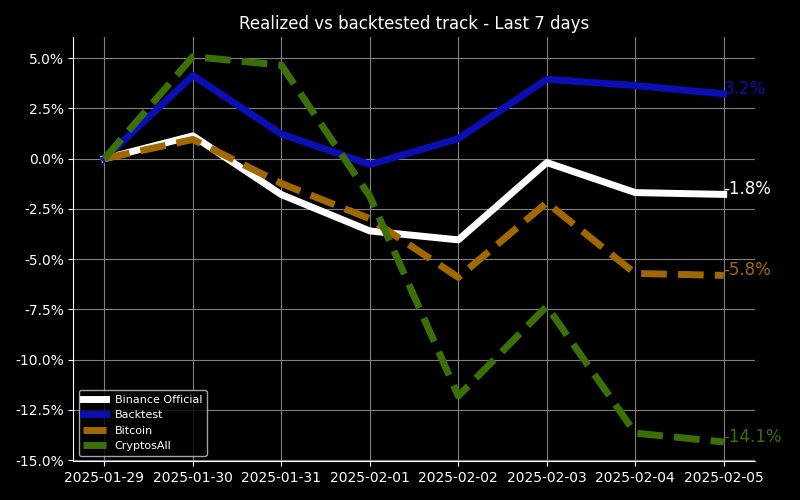 Realized vs backtested track - Last 7 days
5.0%
2.5%
0.0%
-2.5%
-5.0%
-7.5%
-10.0%
-12.5%
-15.0%
3.2%
-1.8%
-5.8%
-14.1%
Binance Official
Backtest
Bitcoin
CryptosAll
2025-01-29 2025-01-30 2025-01-31 2025-02-01 2025-02-02 2025-02-03 2025-02-04 2025-02-05